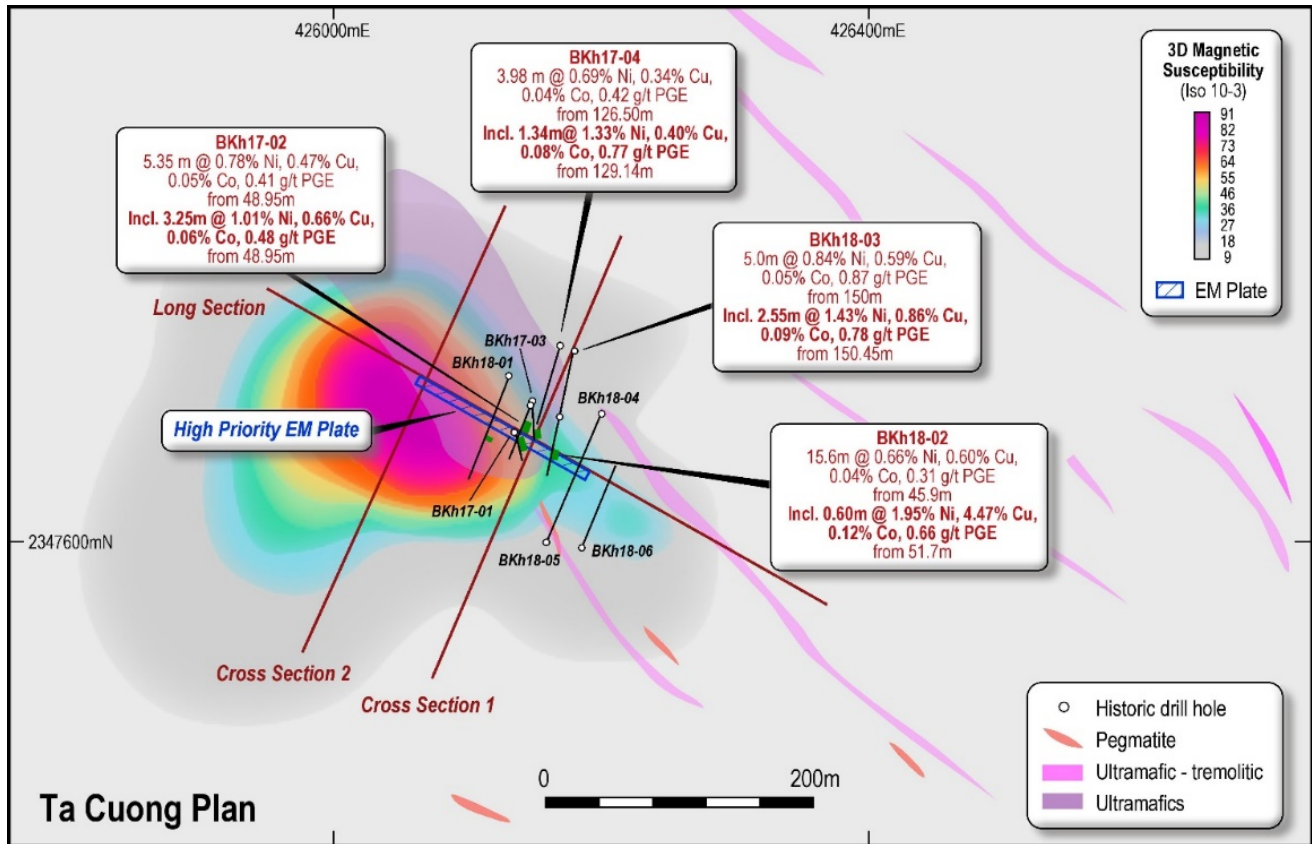 426000mE
426400mE
BKh17-04
3.98 m @ 0.69% Ni, 0.34% Cu,
0.04% Co, 0.42 g/t PGE
from 126.50m
Incl. 1.34m@ 1.33% Ni, 0.40% Cu,
0.08% Co, 0.77 g/t PGE
from 129.14m
3D Magnetic
Susceptibility
(Iso 10-3)
91
82
73
64
55
46
36
27
18
9
EM Plate
BKh17-02
5.35 m @ 0.78% Ni, 0.47% Cu,
0.05% Co, 0.41 g/t PGE
from 48.95m
Incl. 3.25m @ 1.01% Ni, 0.66% Cu,
0.06% Co, 0.48 g/t PGE
from 48.95m
BKh18-03
5.0m @ 0.84% Ni, 0.59% Cu,
0.05% Co, 0.87 g/t PGE
from 150m
Incl. 2.55m @ 1.43% Ni, 0.86% Cu,
0.09% Co, 0.78 g/t PGE
from 150.45m
Long Section
BKh17-03
BKh18-01
BKh18-04
High Priority EM Plate
BKh18-02
15.6m @ 0.66% Ni, 0.60% Cu,
0.04% Co, 0.31 g/t PGE
from 45.9m
Incl. 0.60m @ 1.95% Ni, 4.47% Cu,
0.12% Co, 0.66 g/t PGE
from 51.7m
BKh17-01
2347600mN
BKh18-05
BKh18-06
Cross Section 2
Cross Section 1
Historic drill hole
Pegmatite
Ultramafic - tremolitic
Ultramafics
0
200m
Ta Cuong Plan